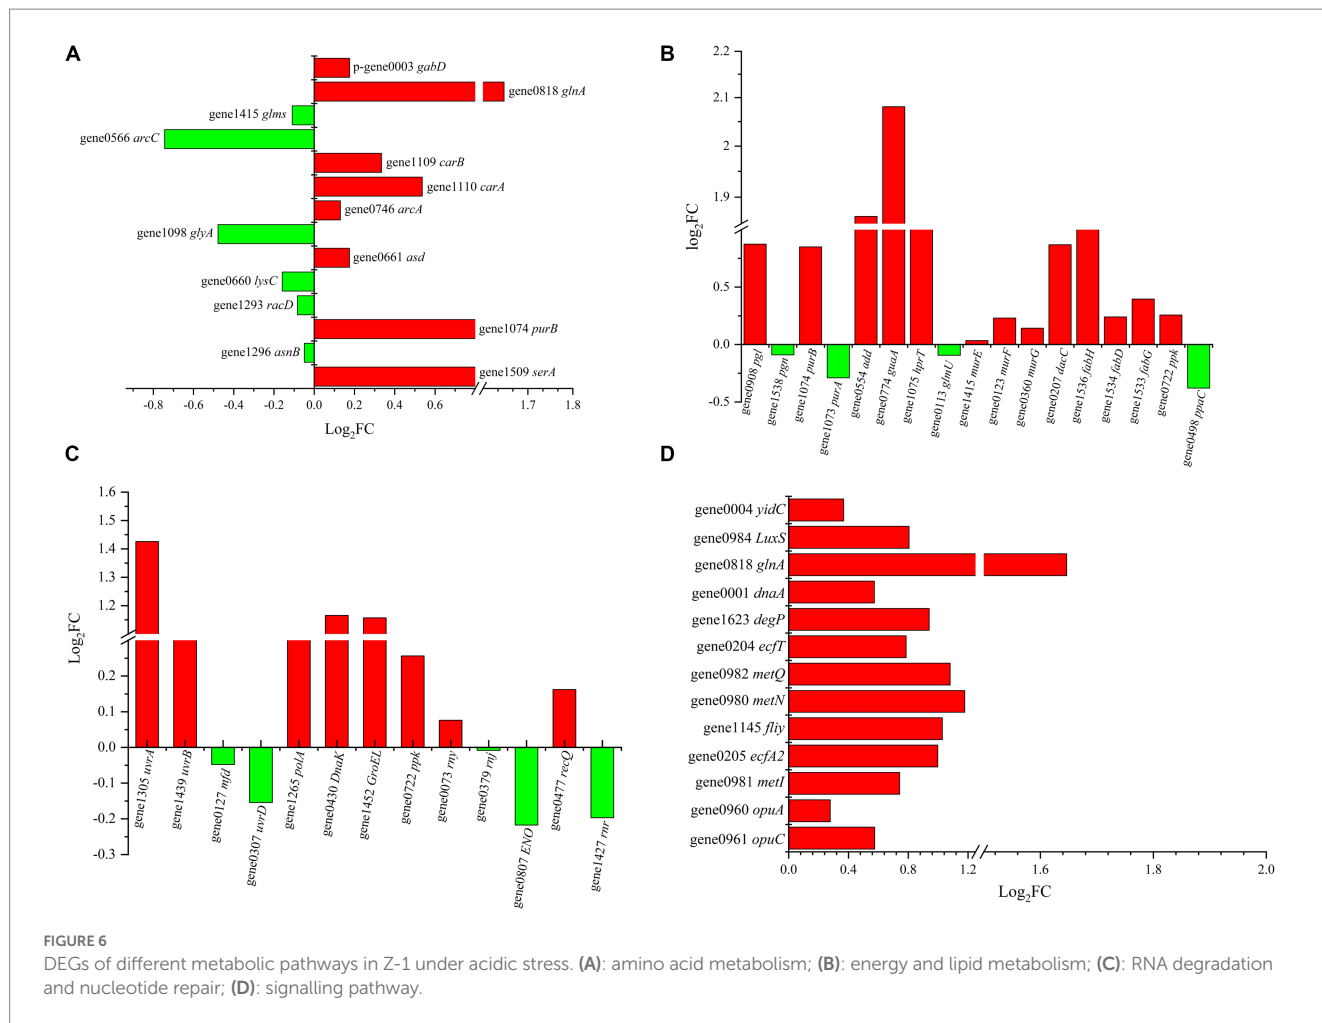 A
p-gene0003 gabD
gene0818 glnA
gene1415 glms
gene0566 arcC
gene1109 carB
gene1110 carA
gene0746 arcA
gene1098 glyA
gene0661 asd
gene0660 lysC
gene1293 racD
gene1074 purB
gene1296 asnB
gene1509 serA
-0.8 -0.6 -0.4 -0.2 0.0 0.2 0.4 0.6 1.7 1.8
Log2FC
B
2.2
2.1
2
1.9
0.5
0.0
-0.5
log2FC
gene0908 pgl
gene1538 pgn
gene1074 purB
gene1073 purA
gene0554 add
gene0774 guaA
gene1075 hprT
gene0113 glmU
gene1415 murE
gene0123 murF
gene0360 murG
gene0207 dacC
gene1536 fabH
gene1534 fabD
gene1533 fabG
gene0722 ppk
gene0498 ppaC
C
1.6
1.5
1.4
1.3
1.2
0.2
0.1
0.0
-0.1
-0.2
-0.3
Log2FC
gene1305 uvrA
gene1439 uvrB
gene0127 mfd
gene0307 uvrD
gene1265 polA
gene0430 DnaK
gene1452 GroEL
gene0722 ppk
gene0073 rny
gene0379 rnj
gene0807 ENO
gene0477 recQ
gene1427 rnr
D
gene0004 yidC
gene0984 LuxS
gene0818 glnA
gene0001 dnaA
gene1623 degP
gene0204 ecfT
gene0982 metQ
gene0980 metN
gene1145 fliy
gene0205 ecfA2
gene0981 metI
gene0960 opuA
gene0961 opuC
0.0 0.4 0.8 1.2 1.6 1.8 2.0
Log2FC
FIGURE 6
DEGs of different metabolic pathways in Z-1 under acidic stress. (A): amino acid metabolism; (B): energy and lipid metabolism; (C): RNA degradation
and nucleotide repair; (D): signalling pathway.